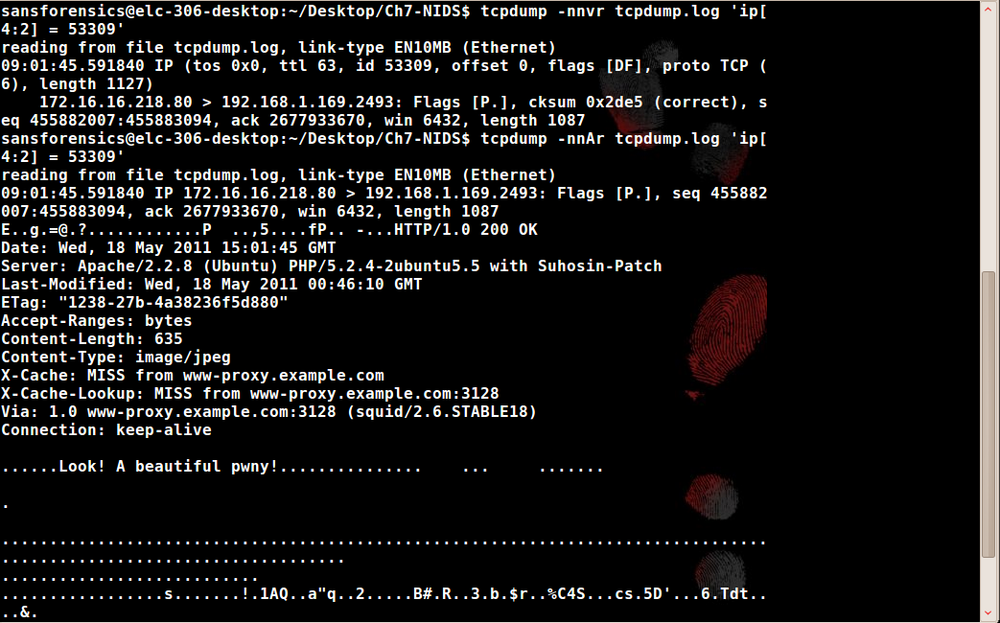 sansforensics@elc-306-desktop:~/Desktop/Ch7-NIDS$ tcpdump -nnvr tcpdump.log 'ip[
4:2] = 53309'
reading from file tcpdump.log, link-type EN10MB (Ethernet)
09:01:45.591840 IP (tos 0x0, ttl 63, id 53309, offset 0, flags [DF], proto TCP (
6), length 1127)
    172.16.16.218.80 > 192.168.1.169.2493: Flags [P.], cksum 0x2de5 (correct), s
eq 455882007:455883094, ack 2677933670, win 6432, length 1087
sansforensics@elc-306-desktop:~/Desktop/Ch7-NIDS$ tcpdump -nnAr tcpdump.log 'ip[
4:2] = 53309'
reading from file tcpdump.log, link-type EN10MB (Ethernet)
09:01:45.591840 IP 172.16.16.218.80 > 192.168.1.169.2493: Flags [P.], seq 455882
007:455883094, ack 2677933670, win 6432, length 1087
E..g.=@.?............P  ..,5....fP.. -...HTTP/1.0 200 OK
Date: Wed, 18 May 2011 15:01:45 GMT
Server: Apache/2.2.8 (Ubuntu) PHP/5.2.4-2ubuntu5.5 with Suhosin-Patch
Last-Modified: Wed, 18 May 2011 00:46:10 GMT
ETag: "1238-27b-4a38236f5d880"
Accept-Ranges: bytes
Content-Length: 635
Content-Type: image/jpeg
X-Cache: MISS from www-proxy.example.com
X-Cache-Lookup: MISS from www-proxy.example.com:3128
Via: 1.0 www-proxy.example.com:3128 (squid/2.6.STABLE18)
Connection: keep-alive

......Look! A beautiful pwny!...............    ...     .......

.

................................................................................
....................................
...........................
.................s.......!.1AQ..a"q..2.....B#.R..3.b.$r..%C4S...cs.5D'...6.Tdt..
..&.